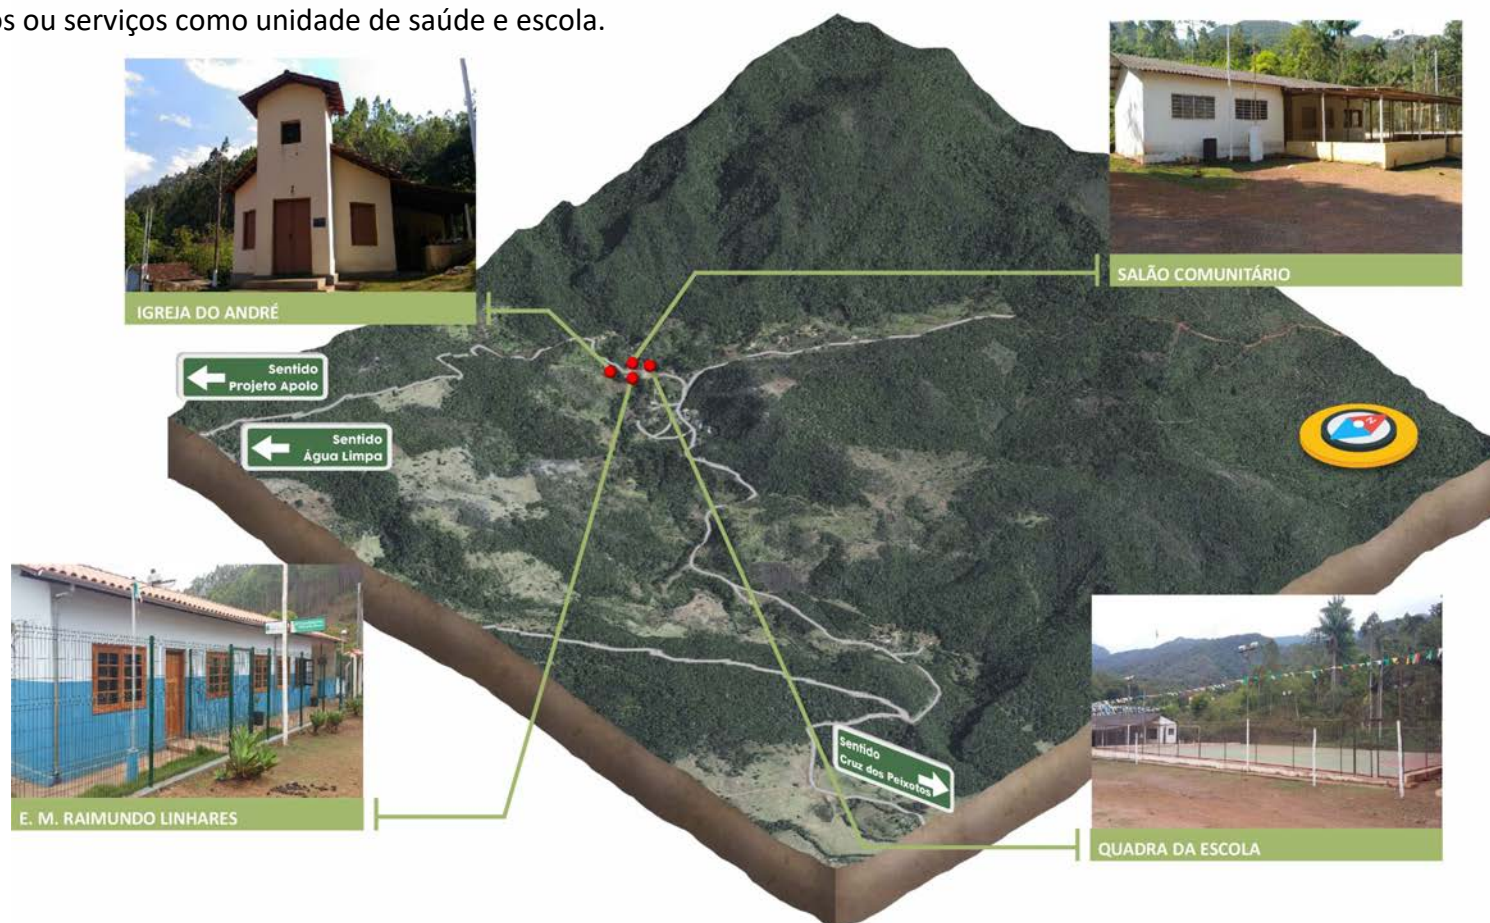 os ou serviços como unidade de saúde e escola.
IGREJA DO ANDRÉ
SALÃO COMUNITÁRIO
Sentido
Projeto Apolo
Sentido
Água Limpa
N
E. M. RAIMUNDO LINHARES
Sentido
Cruz dos Peixotos
QUADRA DA ESCOLA